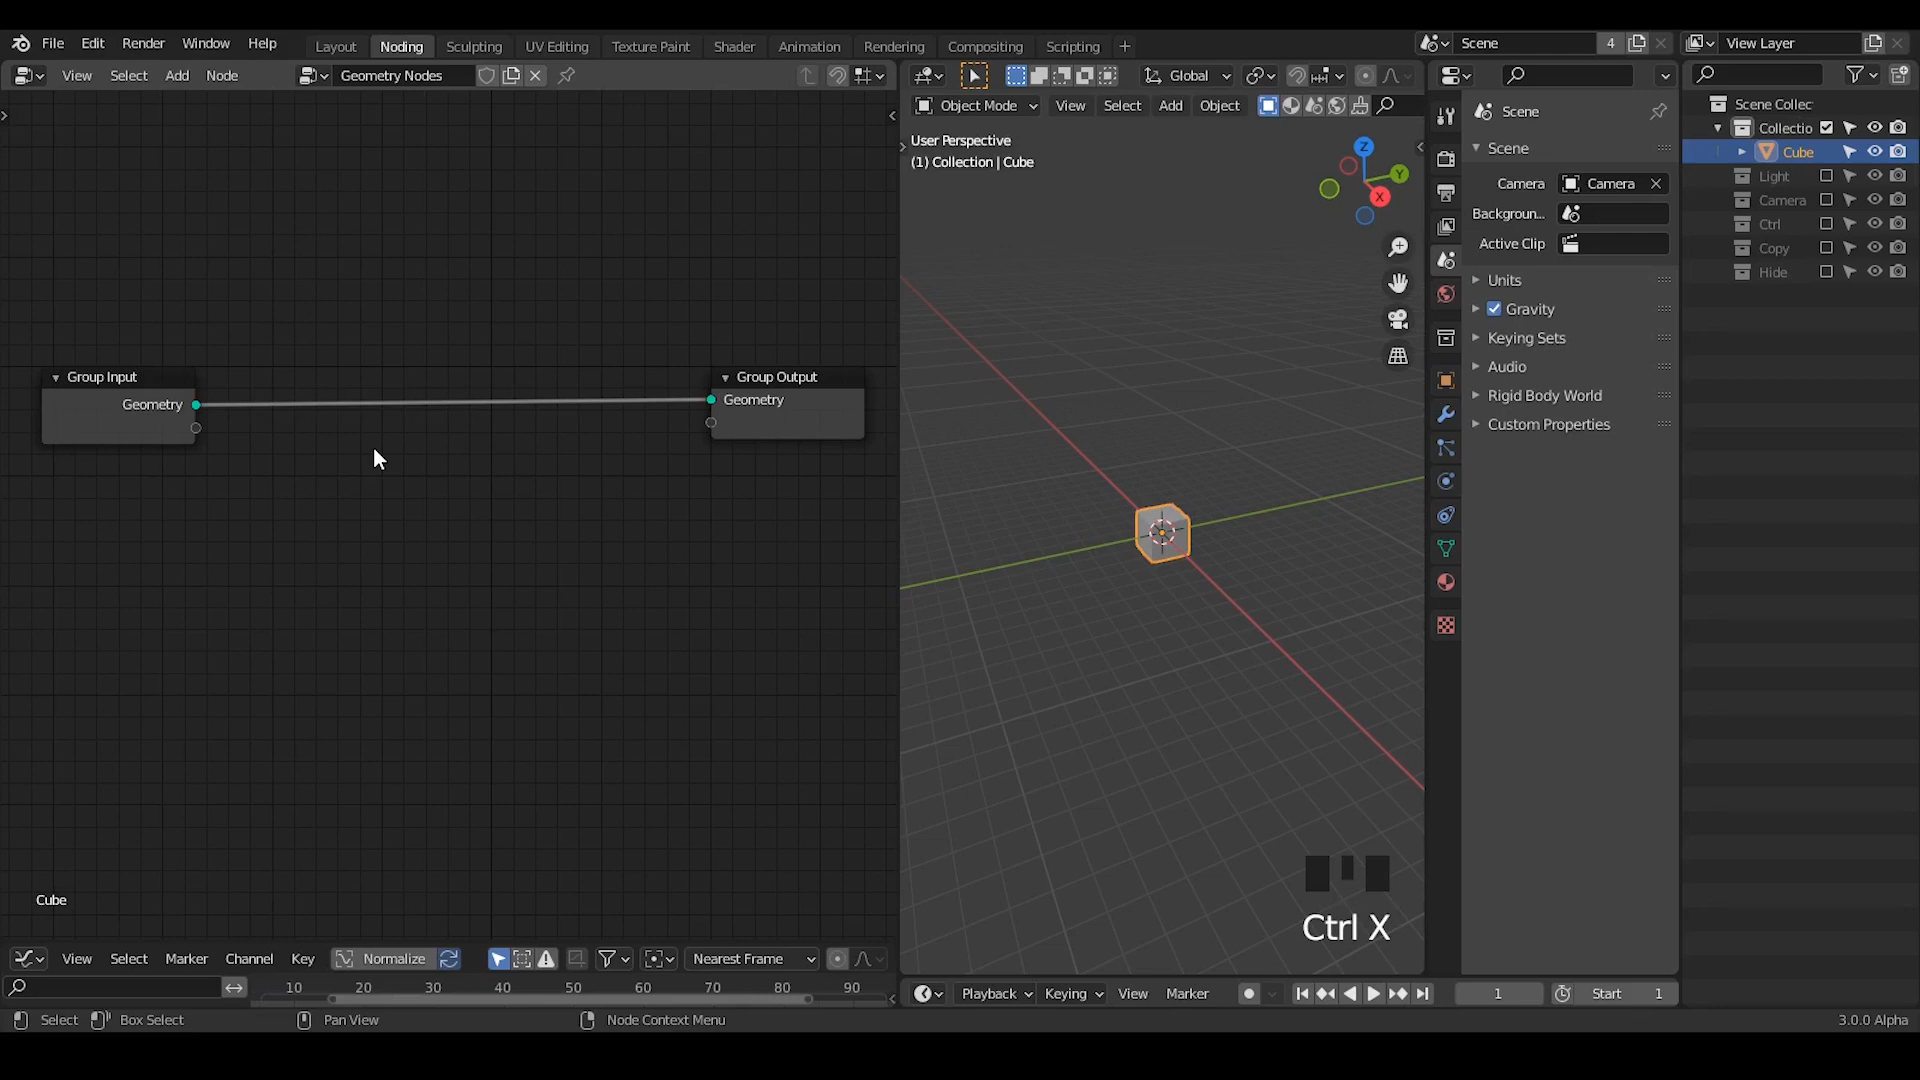 File Edit Render Window Help Layout Noding Sculpting UV Editing Texture Paint Shader Animation Rendering Compositing Scripting + Scene 4 View Layer
View Select Add Node Geometry Nodes Global
Object Mode View Select Add Object
User Perspective
(1) Collection | Cube
Z
Y
X
Group Input
Geometry
Group Output
Geometry
Cube
Ctrl X
Scene
Scene
Camera Camera
Backgroun...
Active Clip
Units
Gravity
Keying Sets
Audio
Rigid Body World
Custom Properties
Scene Collec
Collectio
Cube
Light
Camera
Ctrl
Copy
Hide
View Select Marker Channel Key Normalize Nearest Frame
10 20 30 40 50 60 70 80 90
Playback Keying View Marker 1 Start 1
Select Box Select Pan View Node Context Menu 3.0.0 Alpha